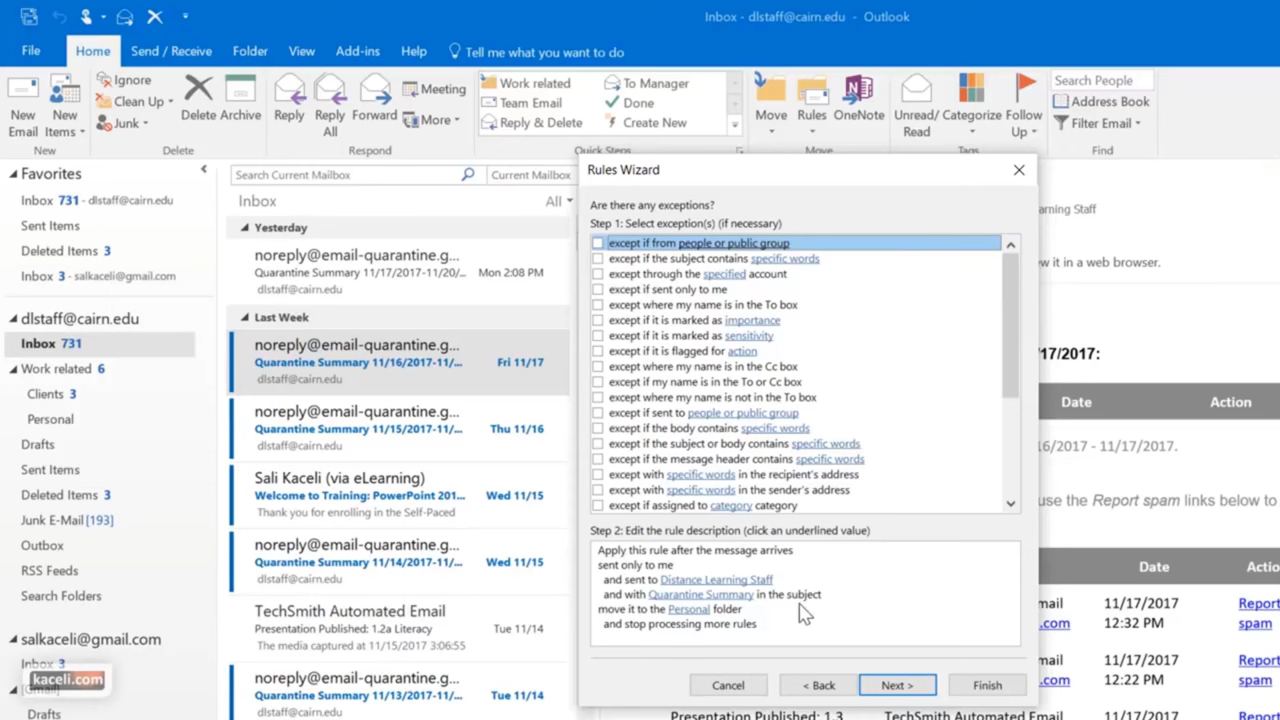 Inbox - dlstaff@cairn.edu - Outlook
File Home Send / Receive Folder View Add-ins Help Tell me what you want to do
New Email
New Items
Ignore
Clean Up
Junk
Delete
Archive
Reply
Reply All
Forward
Meeting
More
Work related
Team Email
Reply & Delete
To Manager
Done
Create New
Move
Rules
OneNote
Unread/ Read
Categorize
Follow Up
Search People
Address Book
Filter Email
New
Delete
Respond
Quick Steps
Move
Tags
Find
Favorites
Inbox 731 - dlstaff@cairn.edu
Sent Items
Deleted Items 3
Inbox 3 - salkaceli@gmail.com
dlstaff@cairn.edu
Inbox 731
Work related 6
Clients 3
Personal
Drafts
Sent Items
Deleted Items 3
Junk E-Mail [193]
Outbox
RSS Feeds
Search Folders
salkaceli@gmail.com
Inbox 3
kaceli.com
[Gmail]
Drafts
Search Current Mailbox
Current Mailbox
Inbox
All
Yesterday
noreply@email-quarantine.g...
Quarantine Summary 11/17/2017-11/20/... Mon 2:08 PM
dlstaff@cairn.edu
Last Week
noreply@email-quarantine.g...
Quarantine Summary 11/16/2017-11/... Fri 11/17
dlstaff@cairn.edu
noreply@email-quarantine.g...
Quarantine Summary 11/15/2017-11/... Thu 11/16
dlstaff@cairn.edu
Sali Kaceli (via eLearning)
Welcome to Training: PowerPoint 201... Wed 11/15
Thank you for enrolling in the Self-Paced
noreply@email-quarantine.g...
Quarantine Summary 11/14/2017-11/... Wed 11/15
dlstaff@cairn.edu
TechSmith Automated Email
Presentation Published: 1.2a Literacy Tue 11/14
The media captured at 11/15/2017 3:06:55
noreply@email-quarantine.g...
Quarantine Summary 11/13/2017-11/... Tue 11/14
dlstaff@cairn.edu
Rules Wizard
Are there any exceptions?
Step 1: Select exception(s) (if necessary)
except if from people or public group
except if the subject contains specific words
except through the specified account
except if sent only to me
except where my name is in the To box
except if it is marked as importance
except if it is marked as sensitivity
except if it is flagged for action
except where my name is in the Cc box
except if my name is in the To or Cc box
except where my name is not in the To box
except if sent to people or public group
except if the body contains specific words
except if the subject or body contains specific words
except if the message header contains specific words
except with specific words in the recipient's address
except with specific words in the sender's address
except if assigned to category category
Step 2: Edit the rule description (click an underlined value)
Apply this rule after the message arrives
sent only to me
and sent to Distance Learning Staff
and with Quarantine Summary in the subject
move it to the Personal folder
and stop processing more rules
Cancel < Back Next > Finish
arning Staff
ew it in a web browser.
/17/2017:
Date Action
16/2017 - 11/17/2017.
use the Report spam links below to
Date Actio
mail 11/17/2017 Report
.com 12:32 PM spam
mail 11/17/2017 Report
.com 12:22 PM spam
Presentation Published: 1.3 TechSmith Automated Email